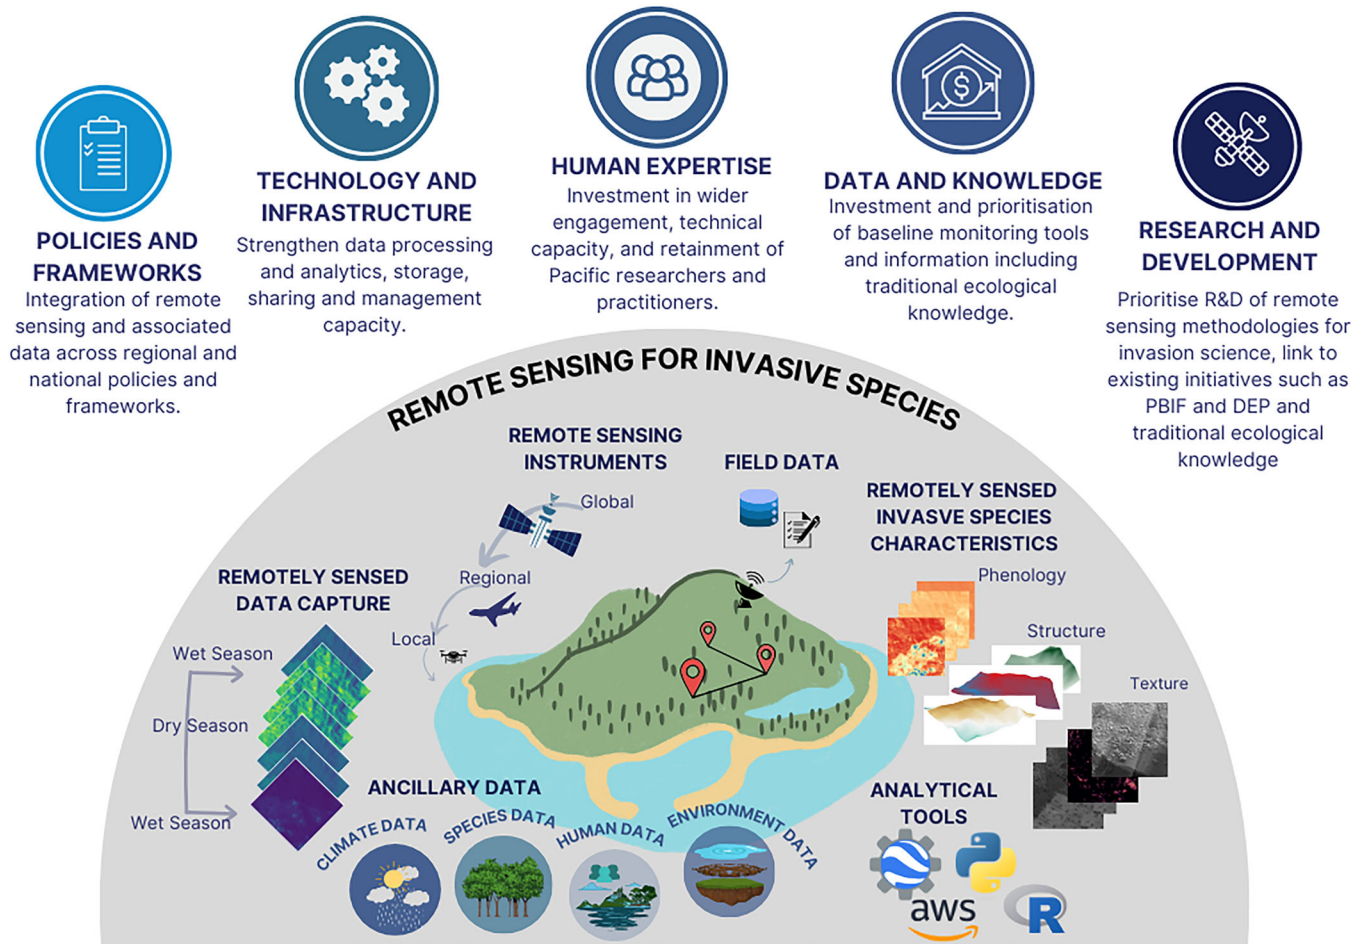 POLICIES AND
FRAMEWORKS
Integration of remote
sensing and associated
data across regional and
national policies and
frameworks.
TECHNOLOGY AND
INFRASTRUCTURE
Strengthen data processing
and analytics, storage,
sharing and management
capacity.
HUMAN EXPERTISE
Investment in wider
engagement, technical
capacity, and retainment of
Pacific researchers and
practitioners.
DATA AND KNOWLEDGE
Investment and prioritisation
of baseline monitoring tools
and information including
traditional ecological
knowledge.
RESEARCH AND
DEVELOPMENT
Prioritise R&D of remote
sensing methodologies for
invasion science, link to
existing initiatives such as
PBIF and DEP and
traditional ecological
knowledge
REMOTE SENSING FOR INVASIVE SPECIES
REMOTE SENSING
INSTRUMENTS
Global
Regional
Local
FIELD DATA
REMOTELY SENSED
INVASVE SPECIES
CHARACTERISTICS
Phenology
Structure
Texture
REMOTELY SENSED
DATA CAPTURE
Wet Season
Dry Season
Wet Season
ANCILLARY DATA
CLIMATE DATA
SPECIES DATA
HUMAN DATA
ENVIRONMENT DATA
ANALYTICAL
TOOLS
aws
R